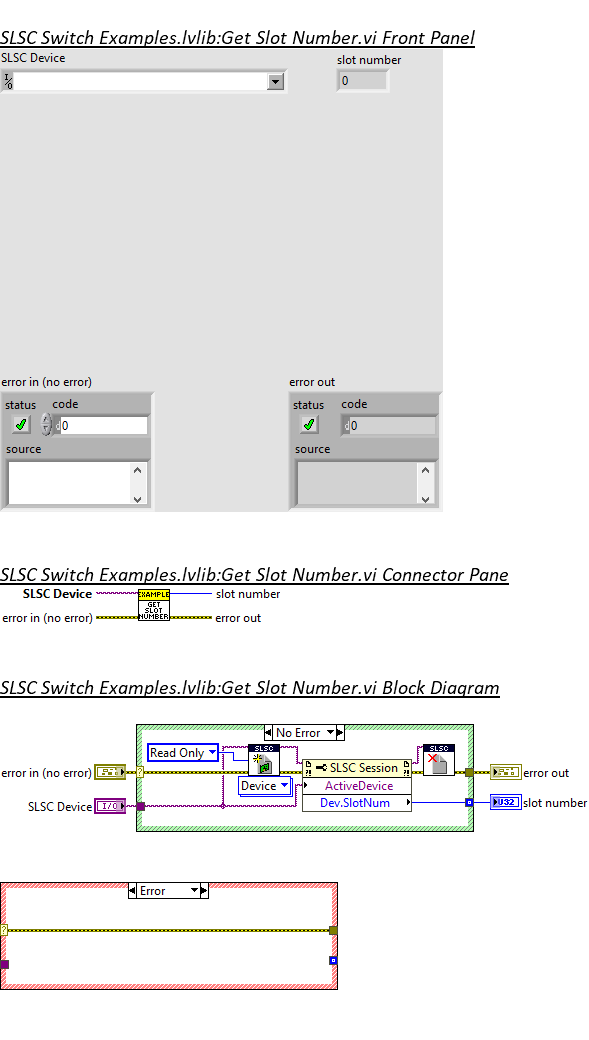 SLSC Switch Examples.lvlib:Get Slot Number.vi Front Panel
SLSC Device
slot number
I/O
0
error in (no error)
error out
status code
status code
d0
d0
source
source
SLSC Switch Examples.lvlib:Get Slot Number.vi Connector Pane
SLSC Device
EXAMPLE
slot number
GET
SLOT
NUMBER
error in (no error)
error out
SLSC Switch Examples.lvlib:Get Slot Number.vi Block Diagram
No Error
Read Only
SLSC
SLSC
error in (no error)
?
SLSC Session
error out
Device
ActiveDevice
SLSC Device
I/O
Dev.SlotNum
U32
slot number
Error
?